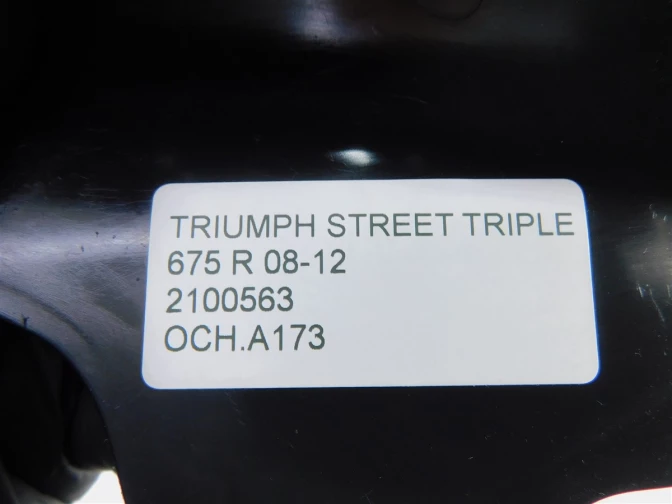 TRIUMPH STREET TRIPLE
675 R 08-12
2100563
OCH.A173